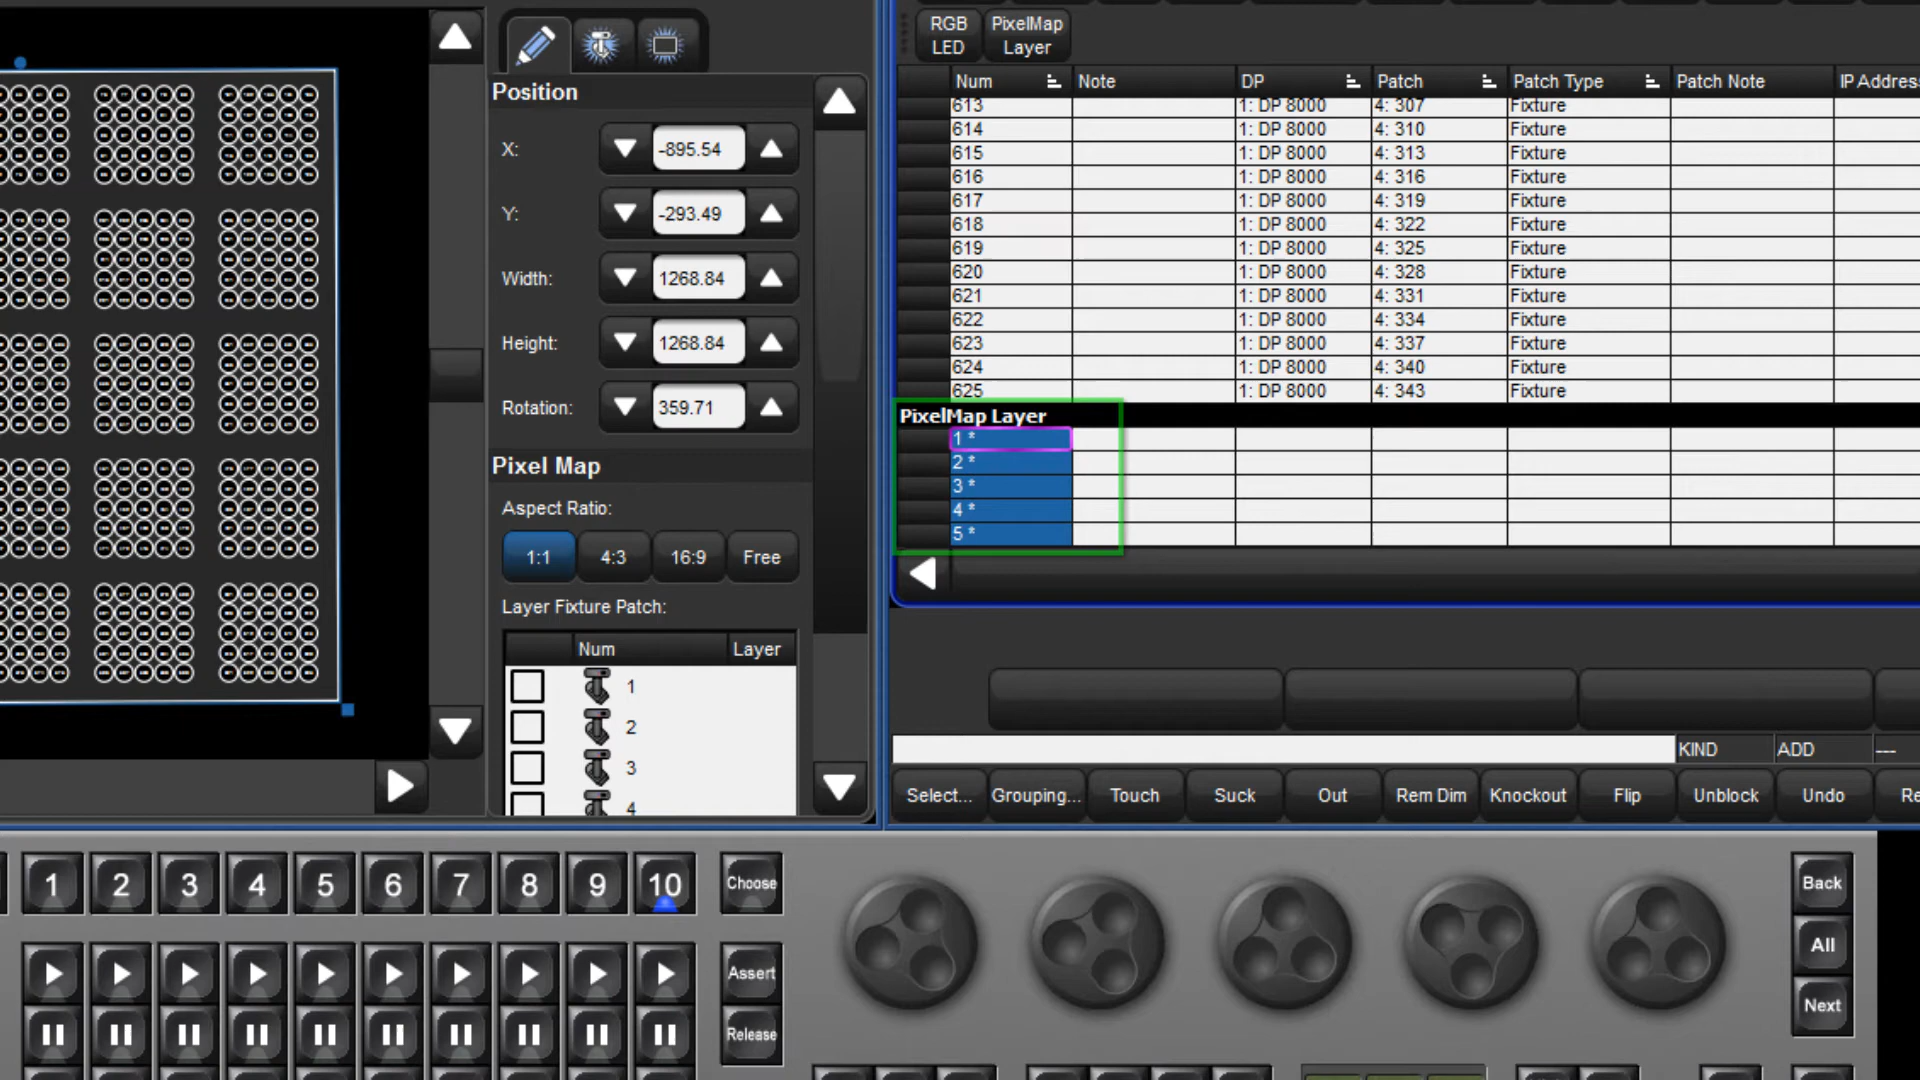 RGB
LED
PixelMap
Layer
Position
X:
-895.54
Y:
-293.49
Width:
1268.84
Height:
1268.84
Rotation:
359.71
Pixel Map
Aspect Ratio:
1:1 4:3 16:9 Free
Layer Fixture Patch:
Num Layer
1
2
3
4
Num Note DP Patch Patch Type Patch Note IP Addres
613 1: DP 8000 4: 307 Fixture
614 1: DP 8000 4: 310 Fixture
615 1: DP 8000 4: 313 Fixture
616 1: DP 8000 4: 316 Fixture
617 1: DP 8000 4: 319 Fixture
618 1: DP 8000 4: 322 Fixture
619 1: DP 8000 4: 325 Fixture
620 1: DP 8000 4: 328 Fixture
621 1: DP 8000 4: 331 Fixture
622 1: DP 8000 4: 334 Fixture
623 1: DP 8000 4: 337 Fixture
624 1: DP 8000 4: 340 Fixture
625 1: DP 8000 4: 343 Fixture
PixelMap Layer
1 *
2 *
3 *
4 *
5 *
KIND ADD ---
Select... Grouping... Touch Suck Out Rem Dim Knockout Flip Unblock Undo Re
1 2 3 4 5 6 7 8 9 10 Choose
Assert
Release
Back
All
Next